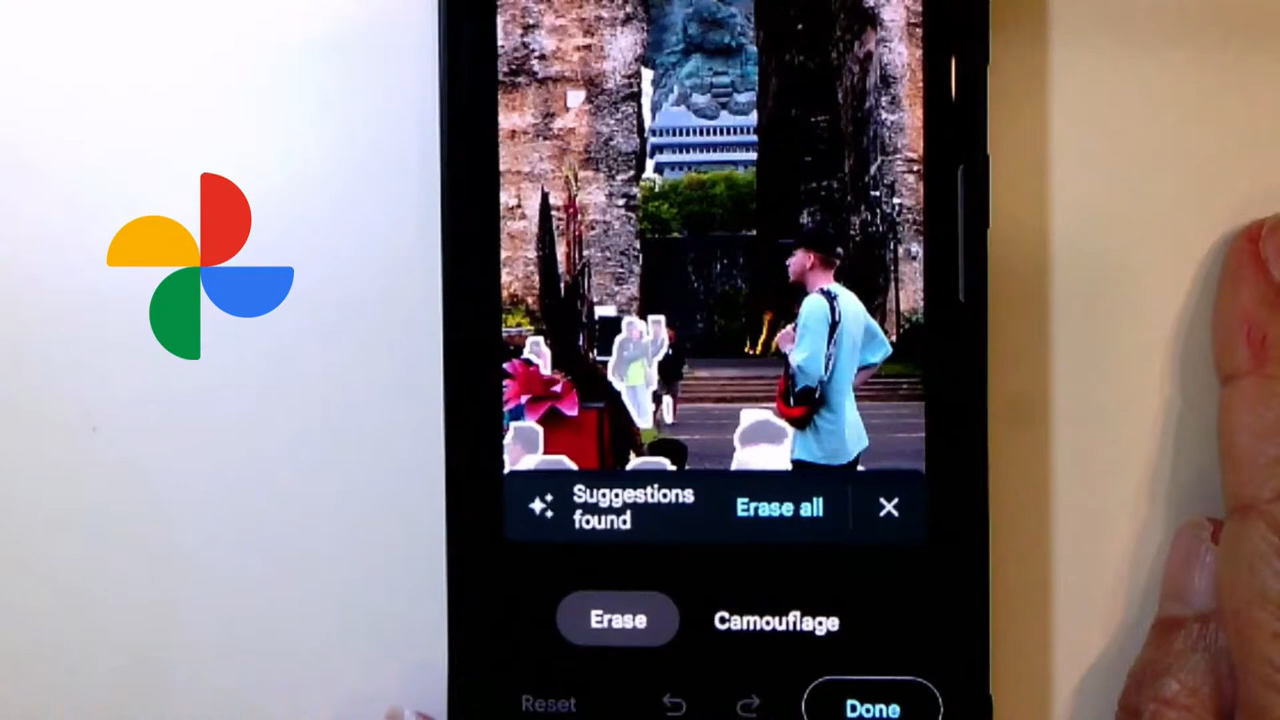 Suggestions
found
Erase all
Erase
Camouflage
Reset
Done